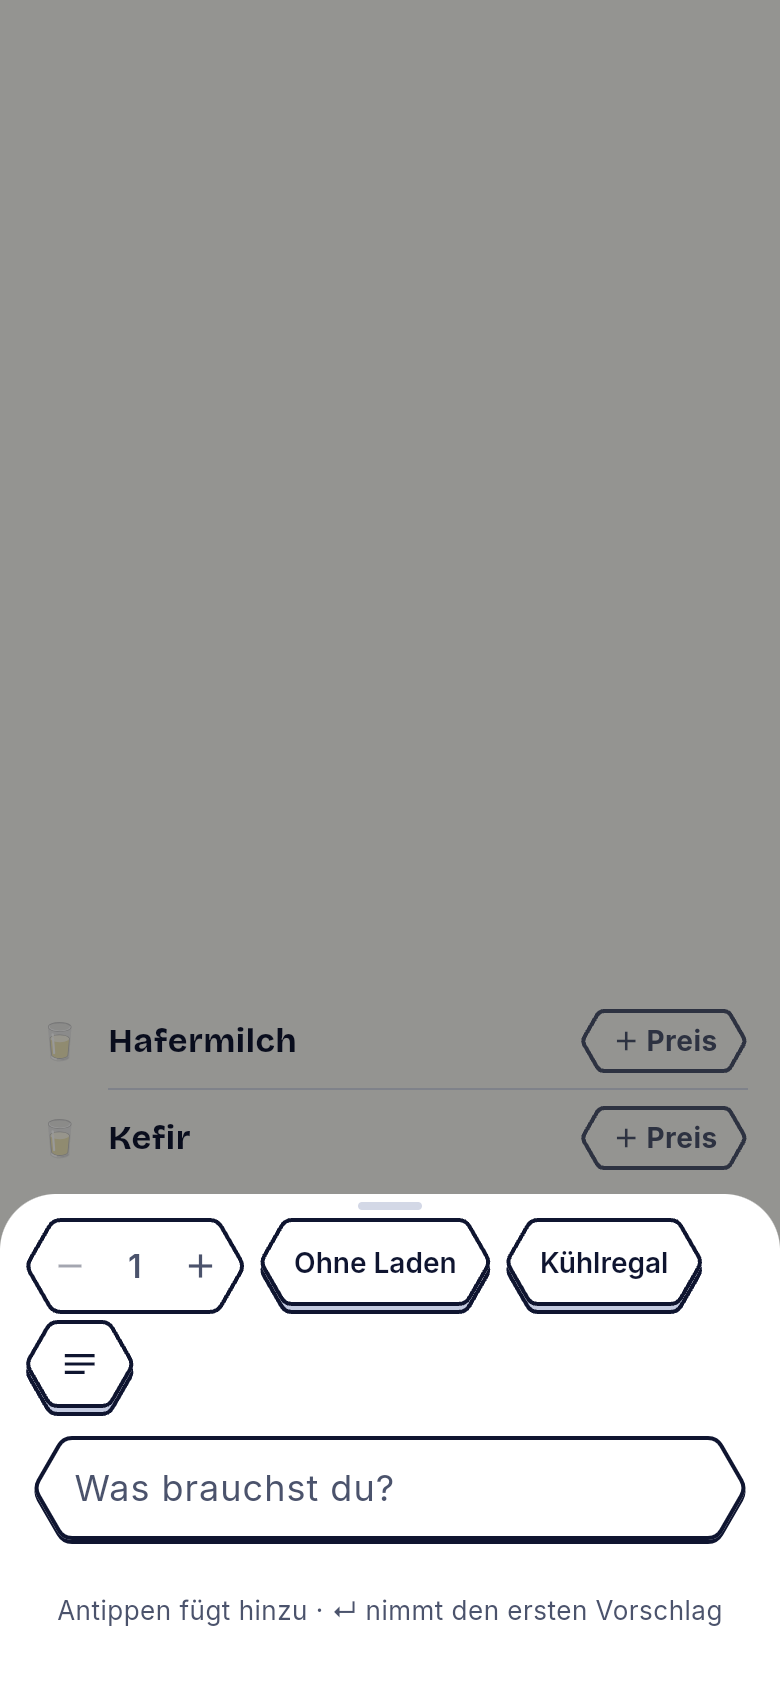 Hafermilch
+ Preis
Kefir
+ Preis
− 1 +
Ohne Laden
Kühlregal
Was brauchst du?
Antippen fügt hinzu · ↵ nimmt den ersten Vorschlag